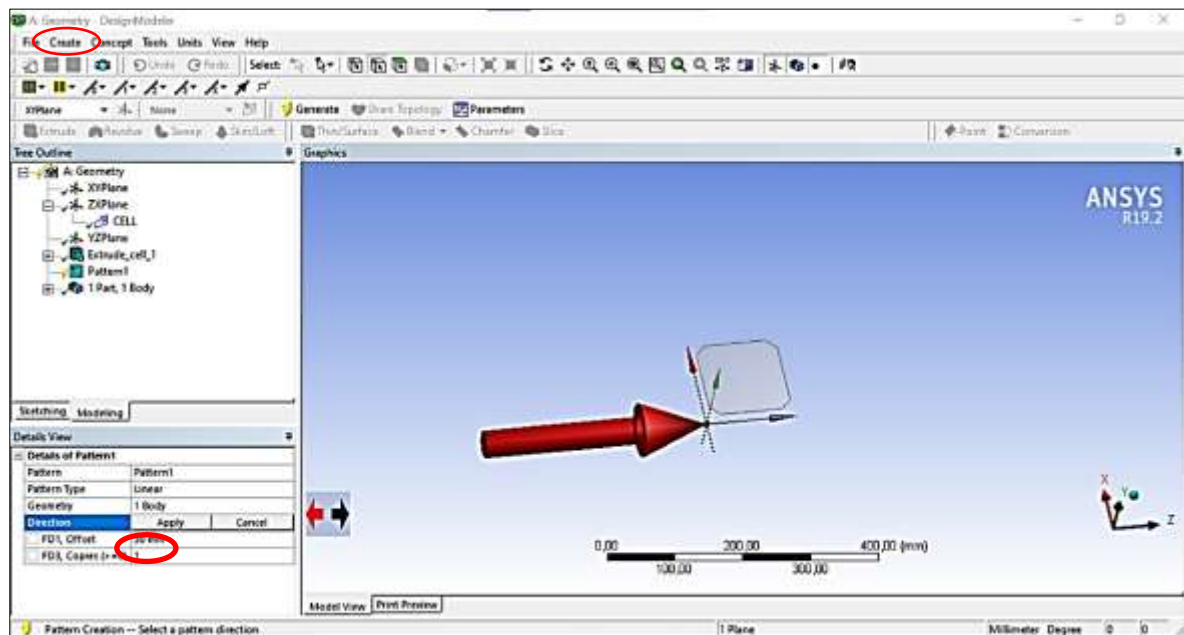 A: Geometry - DesignModeler
File Create Concept Tools Units View Help
Undo Redo Select:
XYPlane None Generate Share Topology Parameters
Extrude Revolve Sweep Skin/Loft Thin/Surface Blend Chamfer Slice Point Conversion
Tree Outline
Graphics
A: Geometry
XYPlane
ZXPlane
CELL
YZPlane
Extrude_cell_1
Pattern1
1 Part, 1 Body
ANSYS
R19.2
Sketching Modeling
Details View
Details of Pattern1
Pattern Pattern1
Pattern Type Linear
Geometry 1 Body
Direction Apply Cancel
FD1, Offset 30 mm
FD3, Copies 1
0,00 200,00 400,00 (mm)
100,00 300,00
X
Y
Z
Model View Print Preview
Pattern Creation -- Select a pattern direction 1 Plane Millimeter Degree 0 0